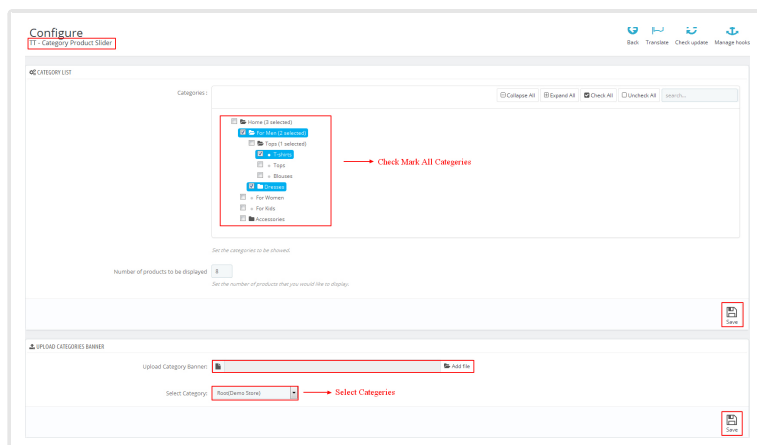 Configure
TT - Category Product Slider
Back Translate Check update Manage hooks
CATEGORY LIST
Categories :
Collapse All Expand All Check All Uncheck All search...
Home (3 selected)
For Man (2 selected)
Tops (1 selected)
T-shirts
Tops
Blouses
Dresses
For Women
For Kids
Accessories
Check Mark All Categories
Set the categories to be showed.
Number of products to be displayed 8
Set the number of products that you would like to display.
Save
UPLOAD CATEGORIES BANNER
Upload Category Banner: Add file
Select Category: Root(Demo Store) Select Categeries
Save